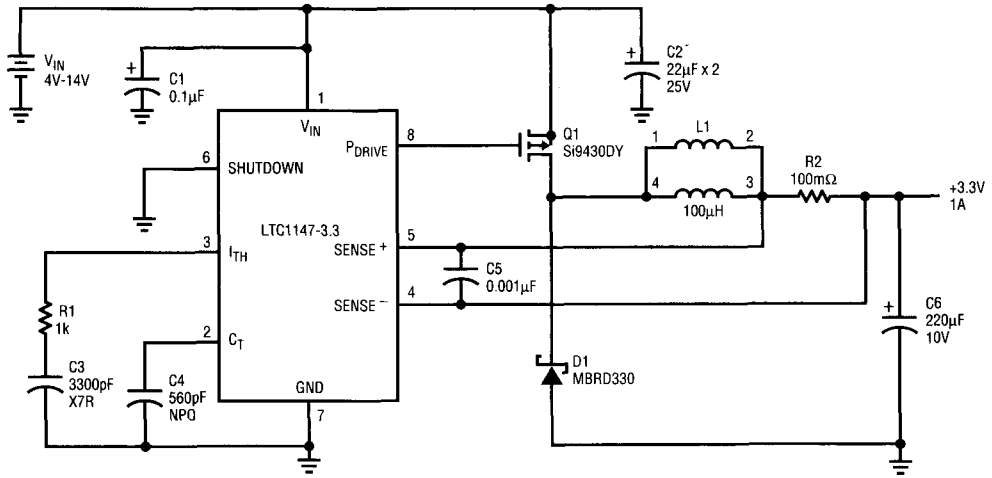 VIN
4V-14V
+
C1
0.1µF
1
VIN
+
C2
22µF x 2
25V
8
PDRIVE
Q1
Si9430DY
L1
1
2
4
3
100µH
R2
100mΩ
+3.3V
1A
6
SHUTDOWN
LTC1147-3.3
3
ITH
5
SENSE +
C5
0.001µF
4
SENSE –
R1
1k
2
CT
C3
3300pF
X7R
C4
560pF
NPO
GND
7
D1
MBRD330
+
C6
220µF
10V